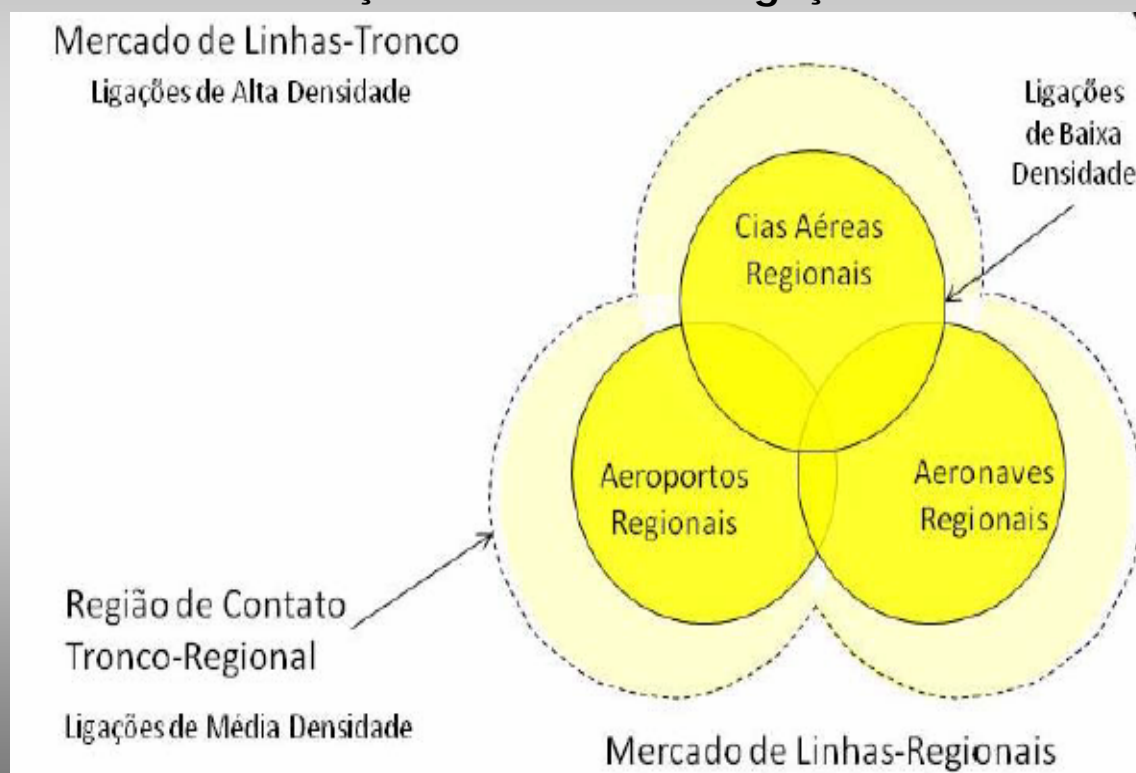 Mercado de Linhas-Tronco
Ligações de Alta Densidade
Ligações
de Baixa
Densidade
Cias Aéreas
Regionais
Aeroportos
Regionais
Aeronaves
Regionais
Região de Contato
Tronco-Regional
Ligações de Média Densidade
Mercado de Linhas-Regionais